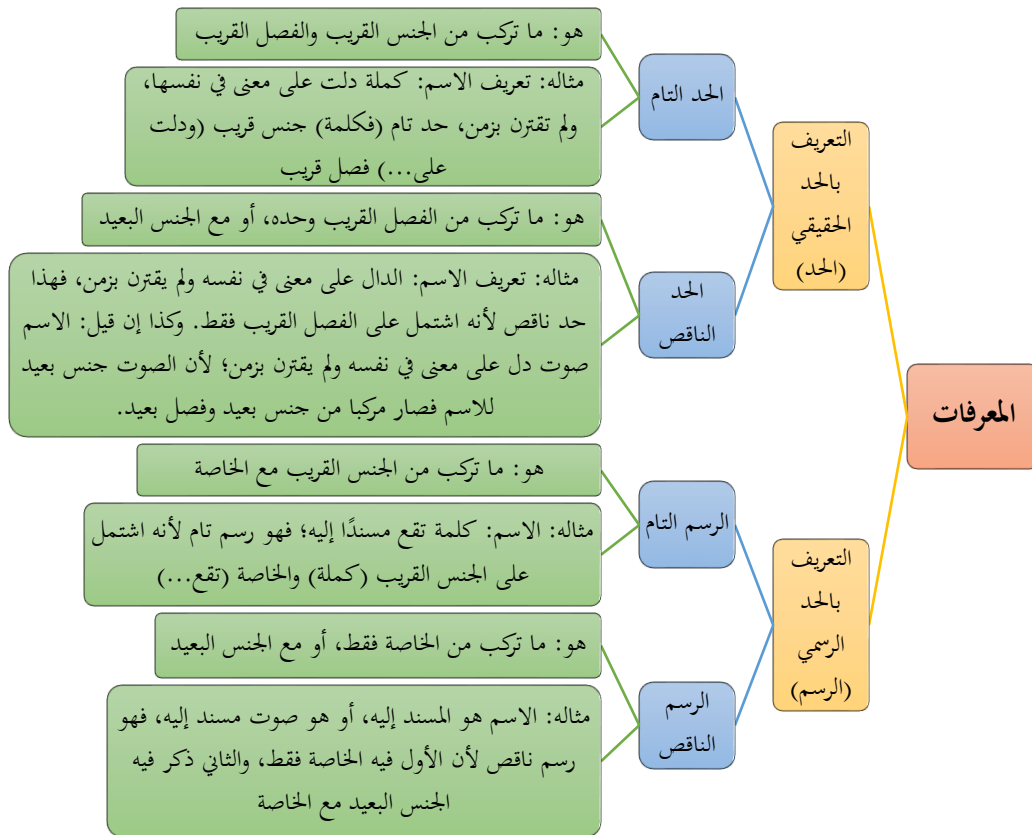 المعرفات
التعريف
بالحد
الحقيقي
(الحد)
الحد التام
هو: ما تركب من الجنس القريب والفصل القريب
مثاله: تعريف الاسم: كملة دلت على معنى في نفسها،
ولم تقترن بزمن، حد تام (فكلمة) جنس قريب (ودلت
على...) فصل قريب
الحد
الناقص
هو: ما تركب من الفصل القريب وحده، أو مع الجنس البعيد
مثاله: تعريف الاسم: الدال على معنى في نفسه ولم يقترن بزمن، فهذا
حد ناقص لأنه اشتمل على الفصل القريب فقط. وكذا إن قيل: الاسم
صوت دل على معنى في نفسه ولم يقترن بزمن؛ لأن الصوت جنس بعيد
للاسم فصار مركبا من جنس بعيد وفصل بعيد.
التعريف
بالحد
الرسمي
(الرسم)
الرسم التام
هو: ما تركب من الجنس القريب مع الخاصة
مثاله: الاسم: كلمة تقع مسندًا إليه؛ فهو رسم تام لأنه اشتمل
على الجنس القريب (كملة) والخاصة (تقع...)
الرسم
الناقص
هو: ما تركب من الخاصة فقط، أو مع الجنس البعيد
مثاله: الاسم هو المسند إليه، أو هو صوت مسند إليه، فهو
رسم ناقص لأن الأول فيه الخاصة فقط، والثاني ذكر فيه
الجنس البعيد مع الخاصة